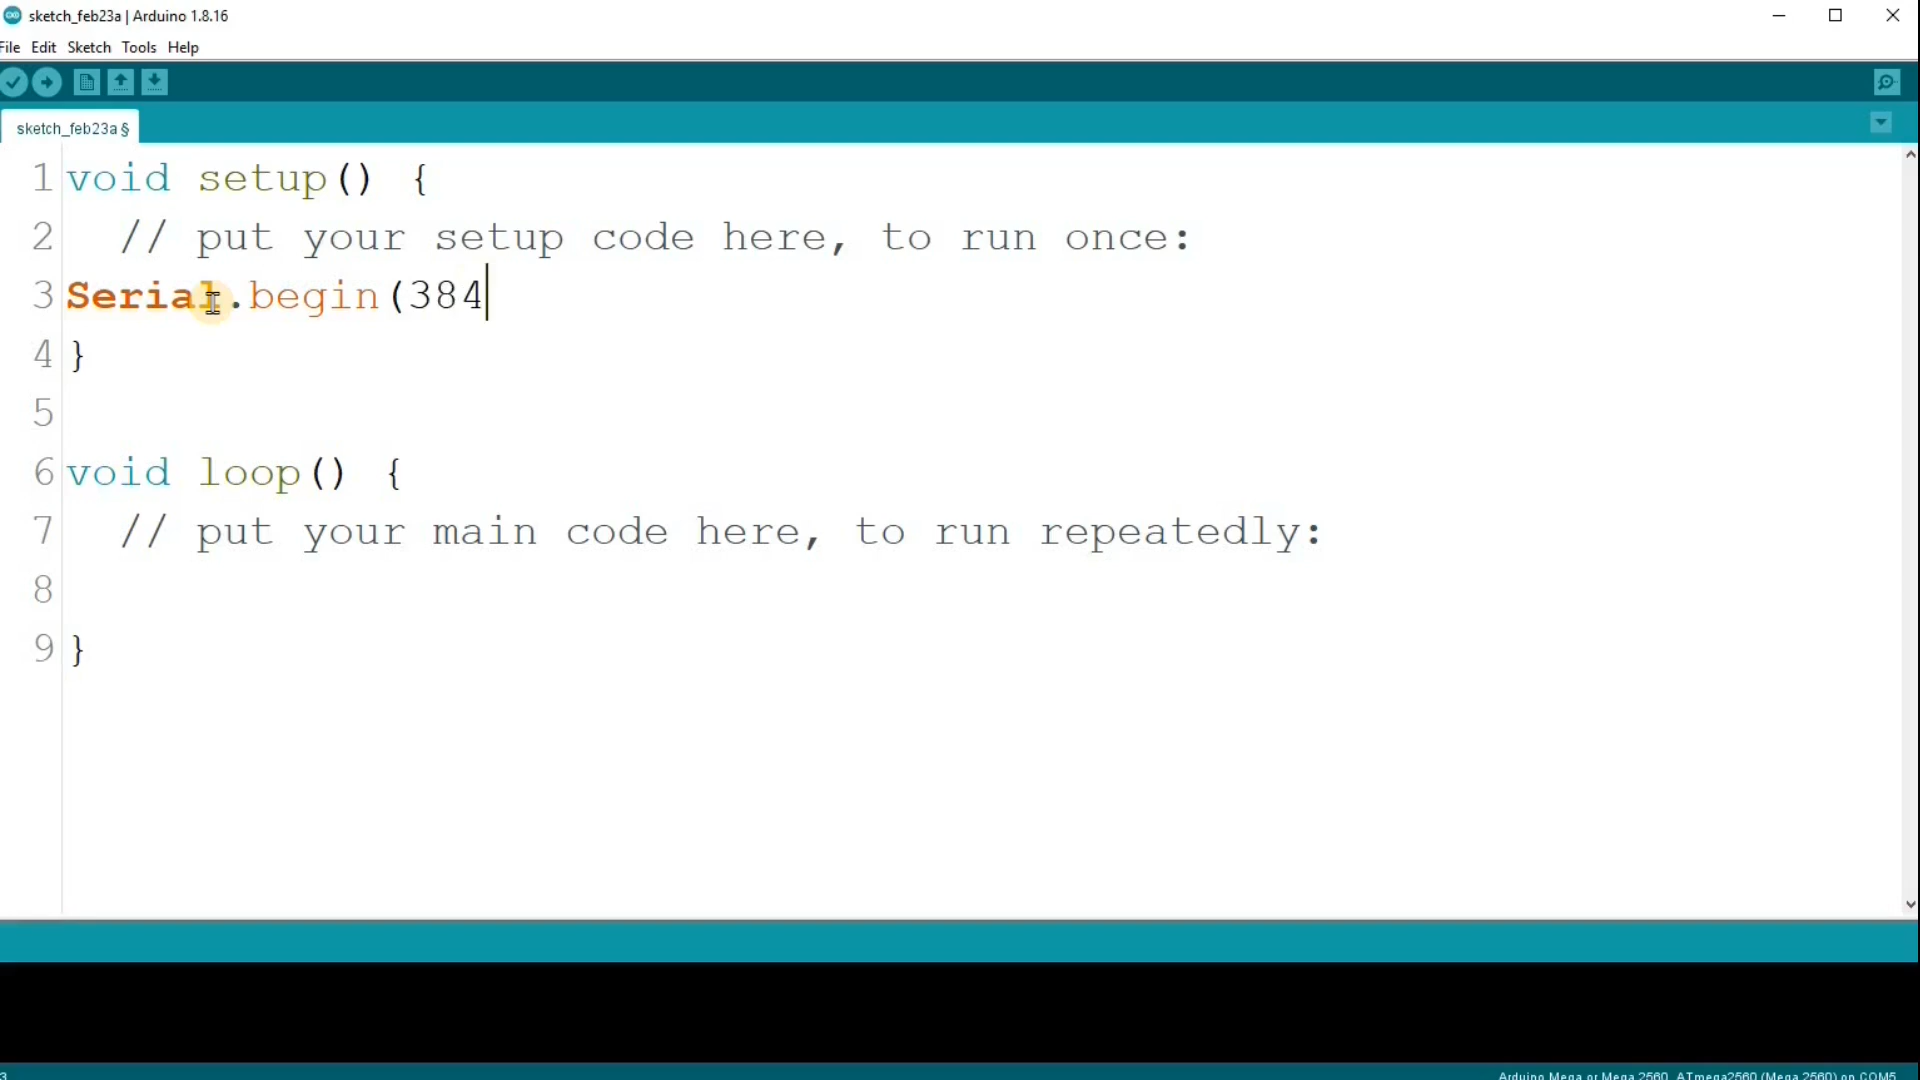 sketch_feb23a | Arduino 1.8.16
File Edit Sketch Tools Help
sketch_feb23a §
1 void setup() {
2 // put your setup code here, to run once:
3 Serial.begin(384
4 }
5
6 void loop() {
7 // put your main code here, to run repeatedly:
8
9 }
3
Arduino Mega or Mega 2560, ATmega2560 (Mega 2560) on COM5